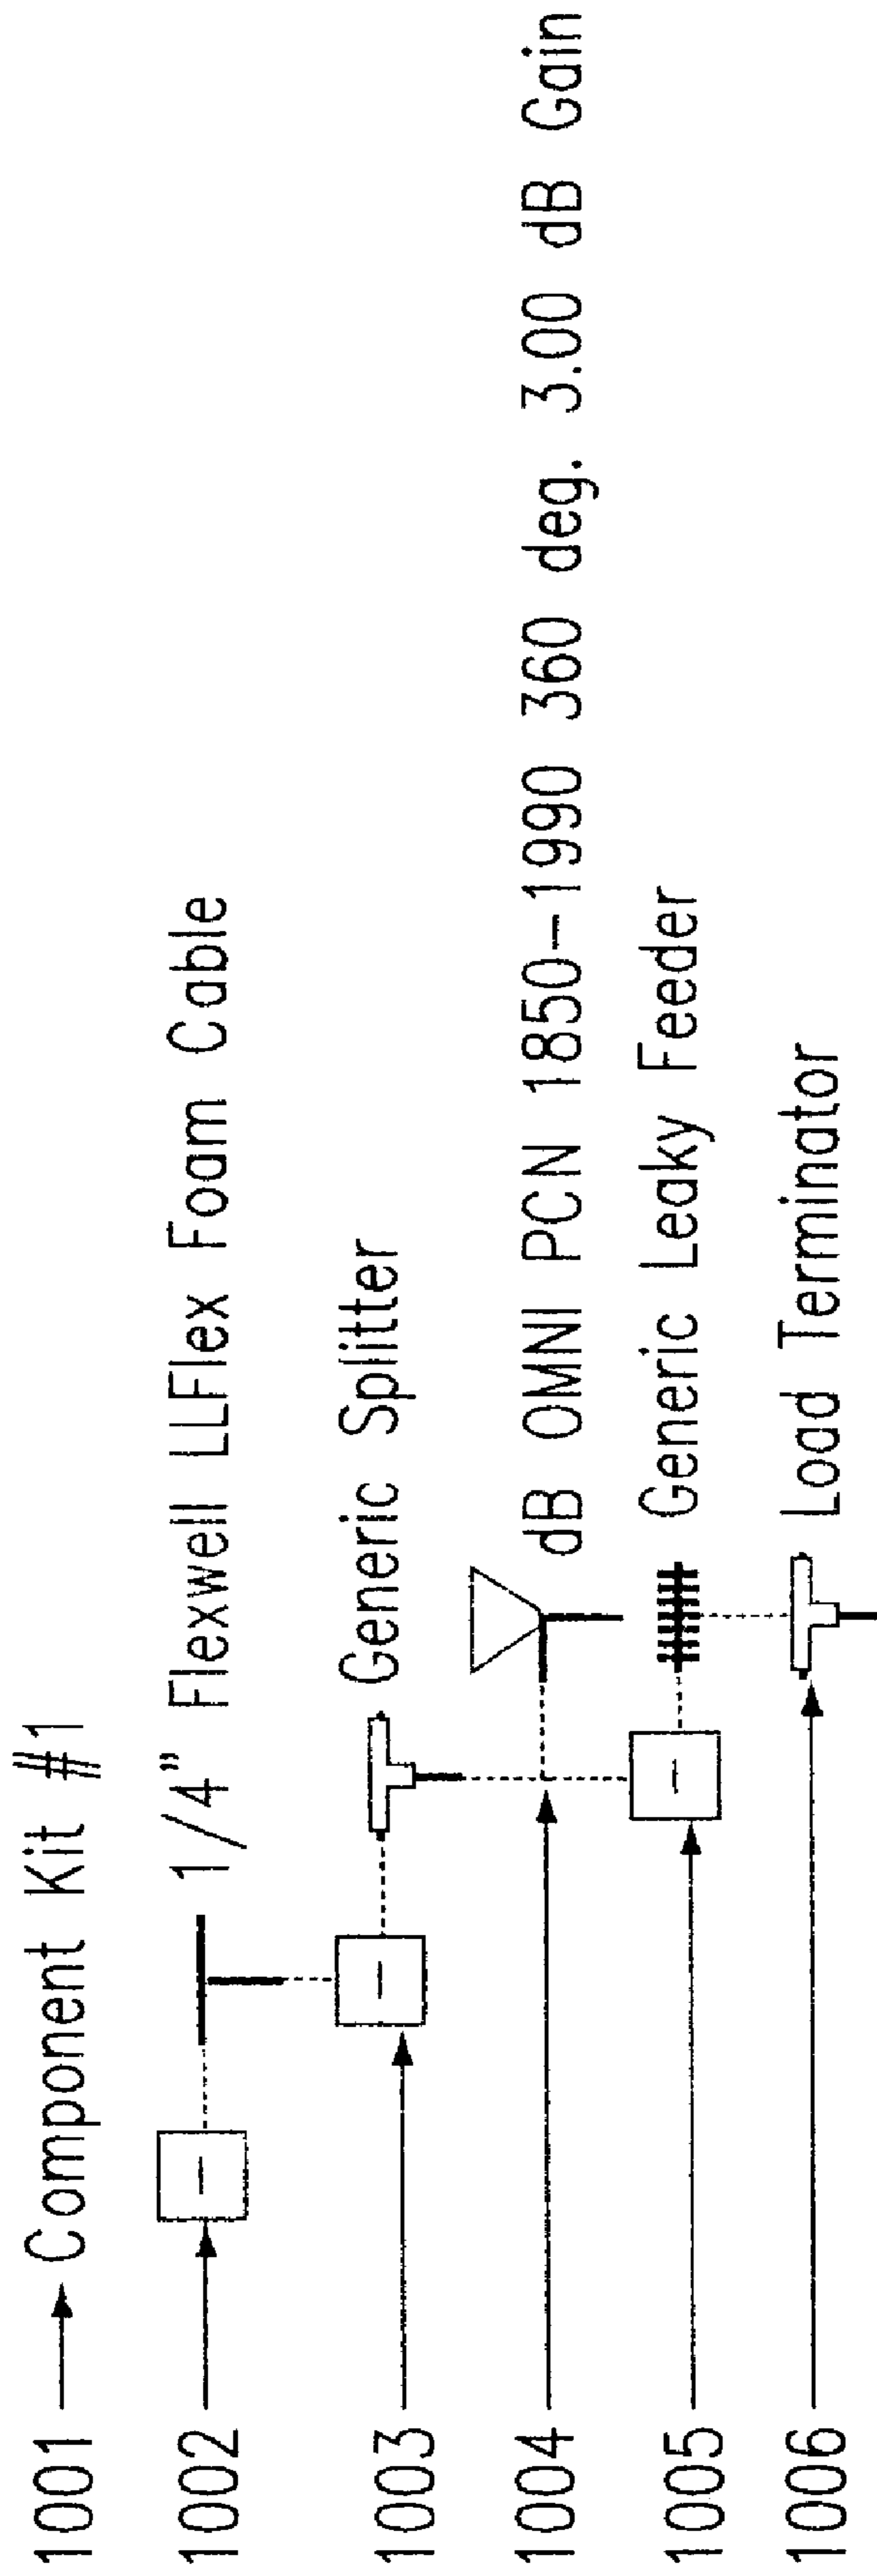 1001 Component Kit #1
1002 1/4" Flexwell LLFlex Foam Cable
1003 Generic Splitter
1004 dB OMNI PCN 1850-1990 360 deg. 3.00 dB Gain
1005 Generic Leaky Feeder
1006 Load Terminator